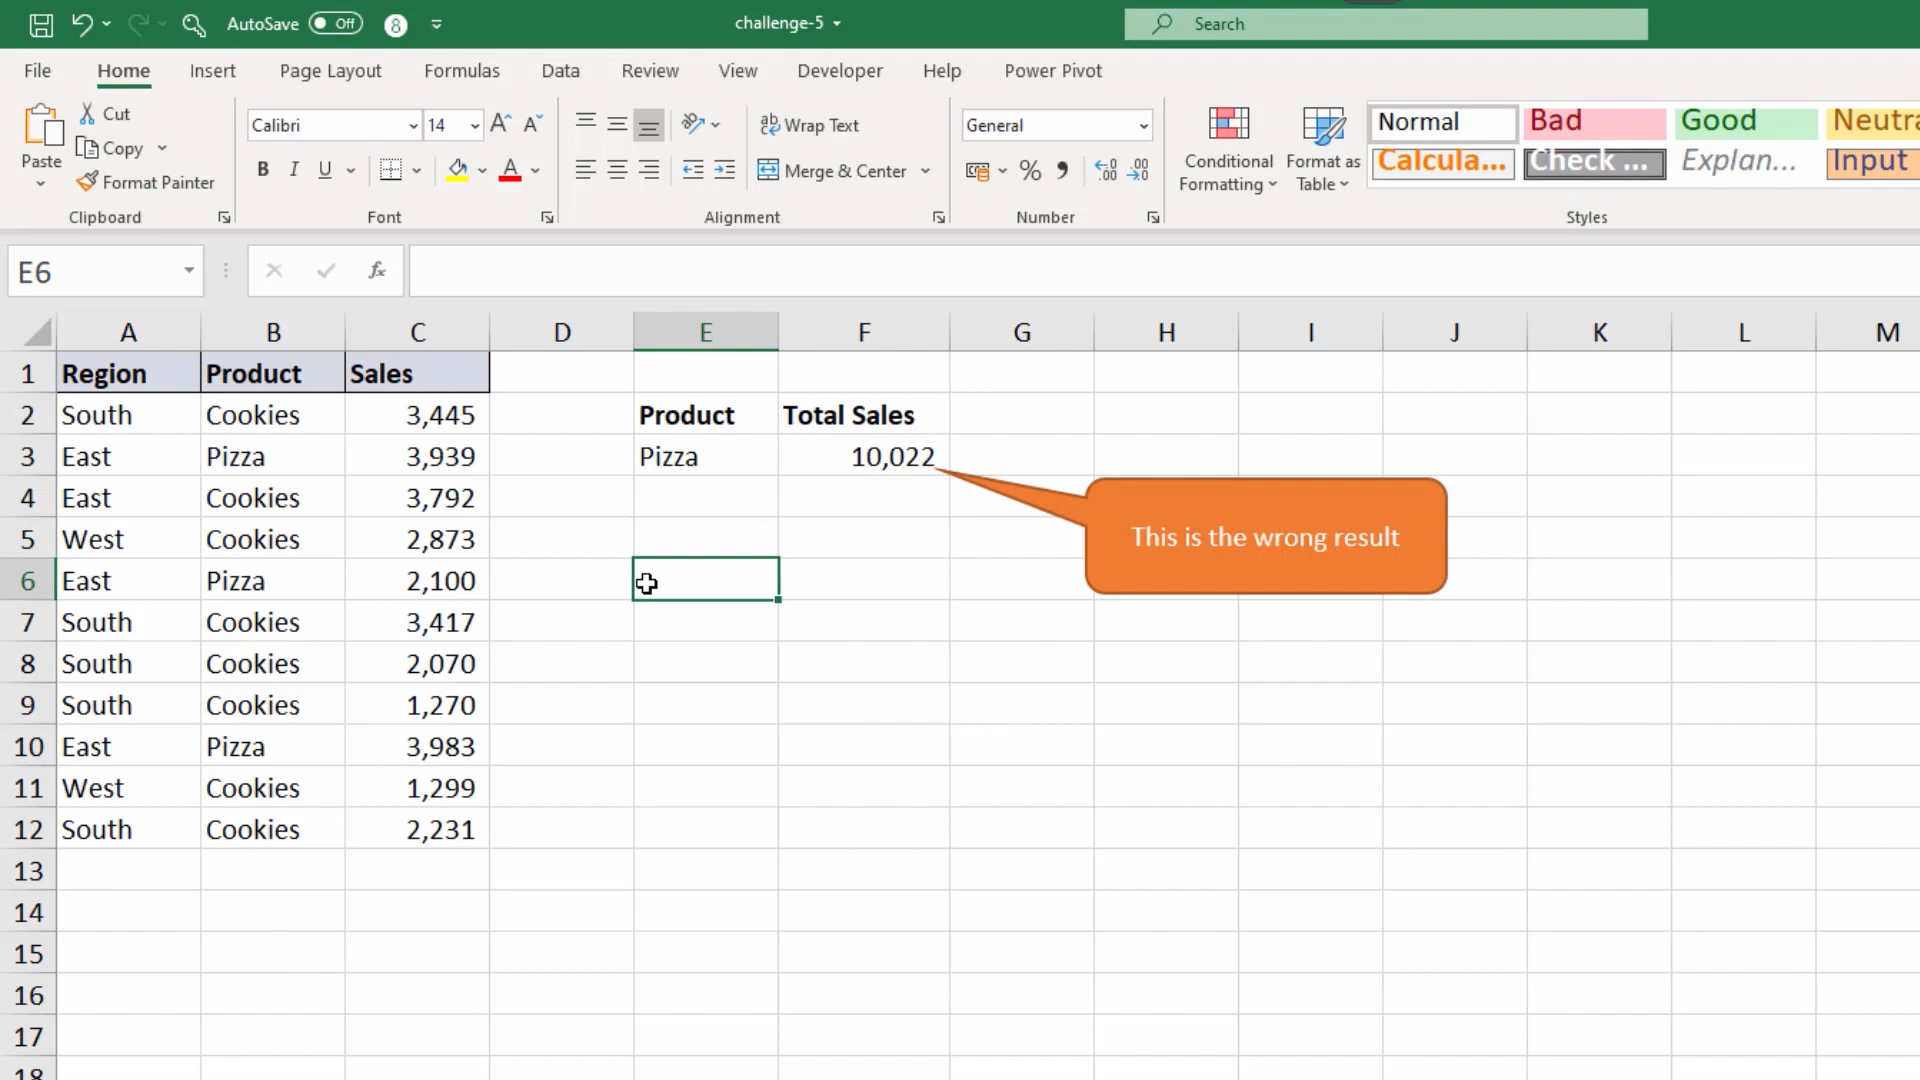 AutoSave Off 8 challenge-5 Search
File Home Insert Page Layout Formulas Data Review View Developer Help Power Pivot
Paste
Cut
Copy
Format Painter
Clipboard
Calibri 14
B I U A
Font
Wrap Text
Merge & Center
Alignment
General
Number
Conditional Formatting
Format as Table
Normal Bad Good Neutra
Calcula... Check ... Explan... Input
Styles
E6 fx
A B C D E F G H I J K L M
1 Region Product Sales
2 South Cookies 3,445 Product Total Sales
3 East Pizza 3,939 Pizza 10,022
4 East Cookies 3,792
This is the wrong result
5 West Cookies 2,873
6 East Pizza 2,100
7 South Cookies 3,417
8 South Cookies 2,070
9 South Cookies 1,270
10 East Pizza 3,983
11 West Cookies 1,299
12 South Cookies 2,231
13
14
15
16
17
18